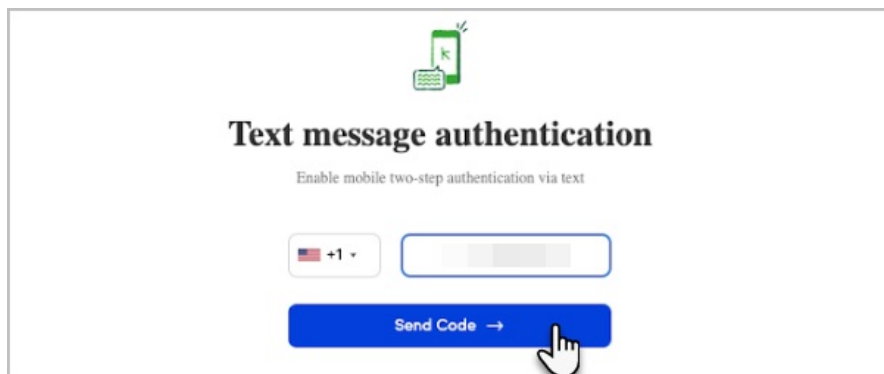 k
Text message authentication
Enable mobile two-step authentication via text
+1
Send Code →